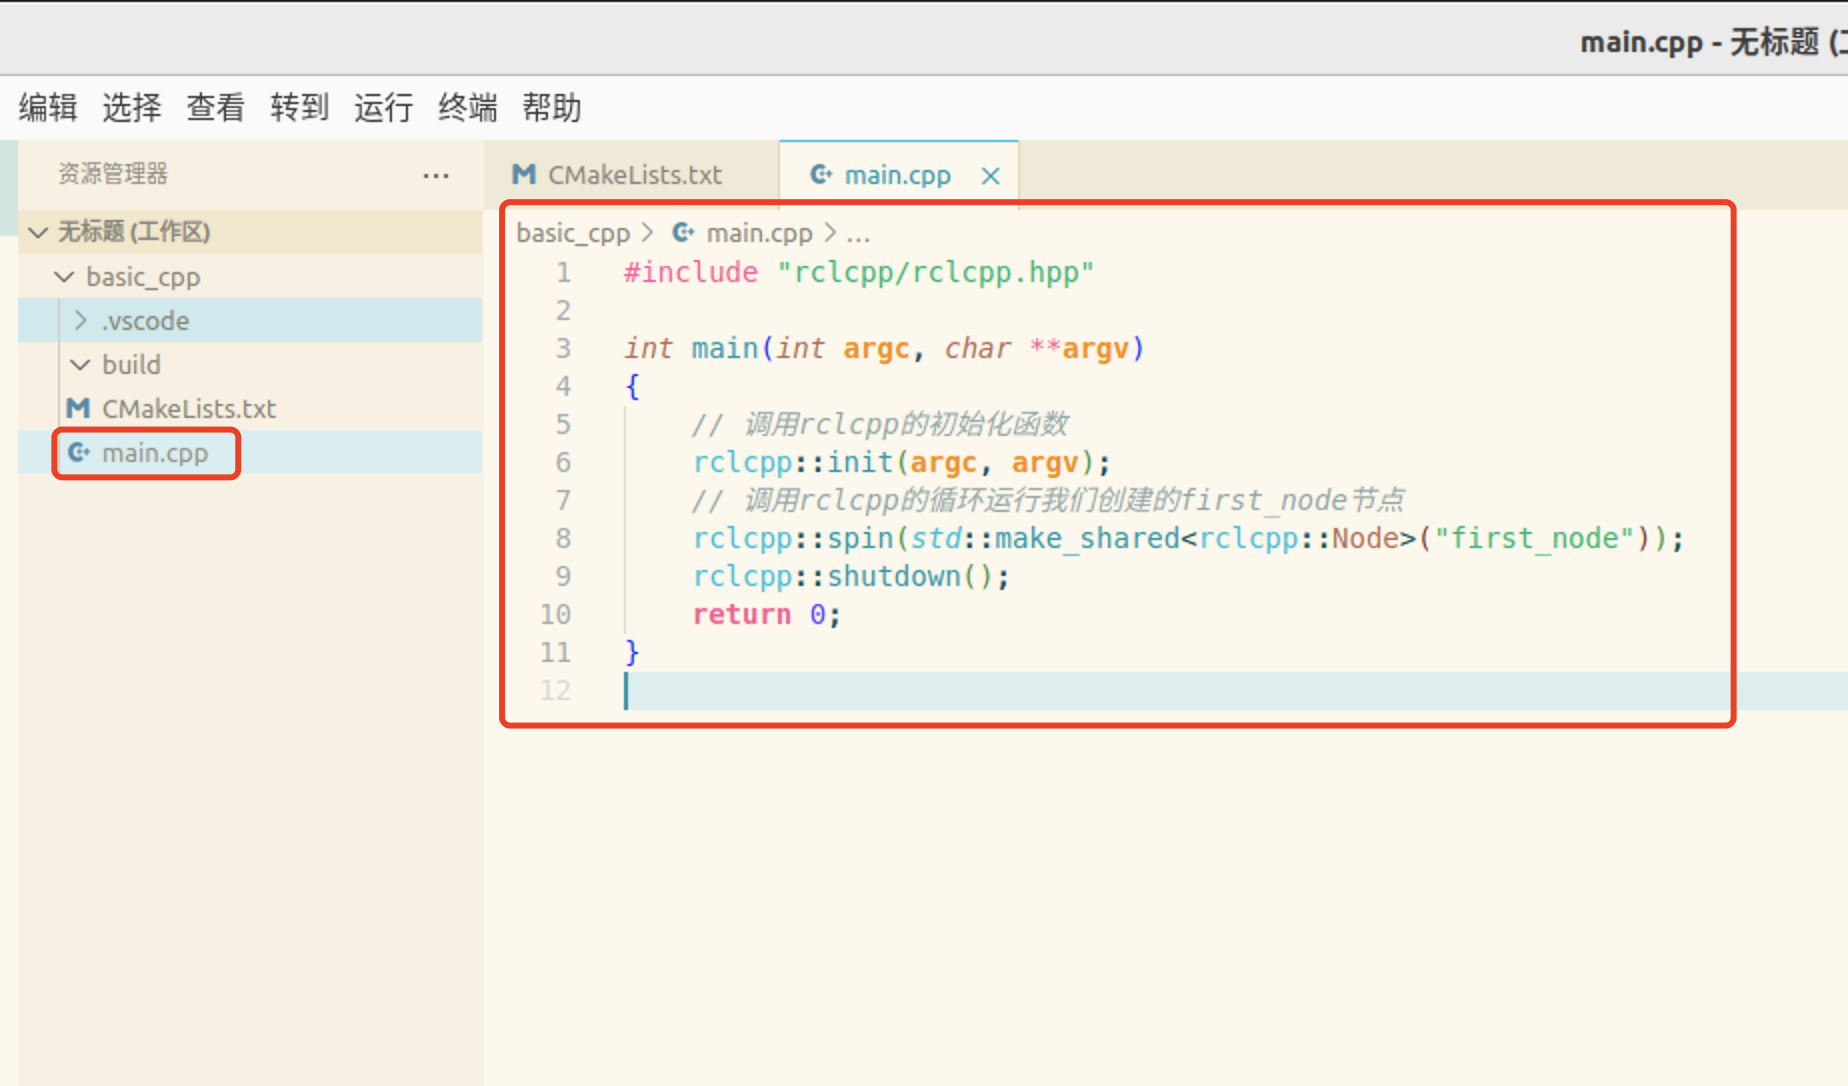 main.cpp - 无标题 (工
编辑 选择 查看 转到 运行 终端 帮助
资源管理器 ...
无标题 (工作区)
basic_cpp
.vscode
build
CMakeLists.txt
main.cpp
CMakeLists.txt main.cpp
basic_cpp > main.cpp > ...
1 #include "rclcpp/rclcpp.hpp"
2
3 int main(int argc, char **argv)
4 {
5     // 调用rclcpp的初始化函数
6     rclcpp::init(argc, argv);
7     // 调用rclcpp的循环运行我们创建的first_node节点
8     rclcpp::spin(std::make_shared<rclcpp::Node>("first_node"));
9     rclcpp::shutdown();
10     return 0;
11 }
12